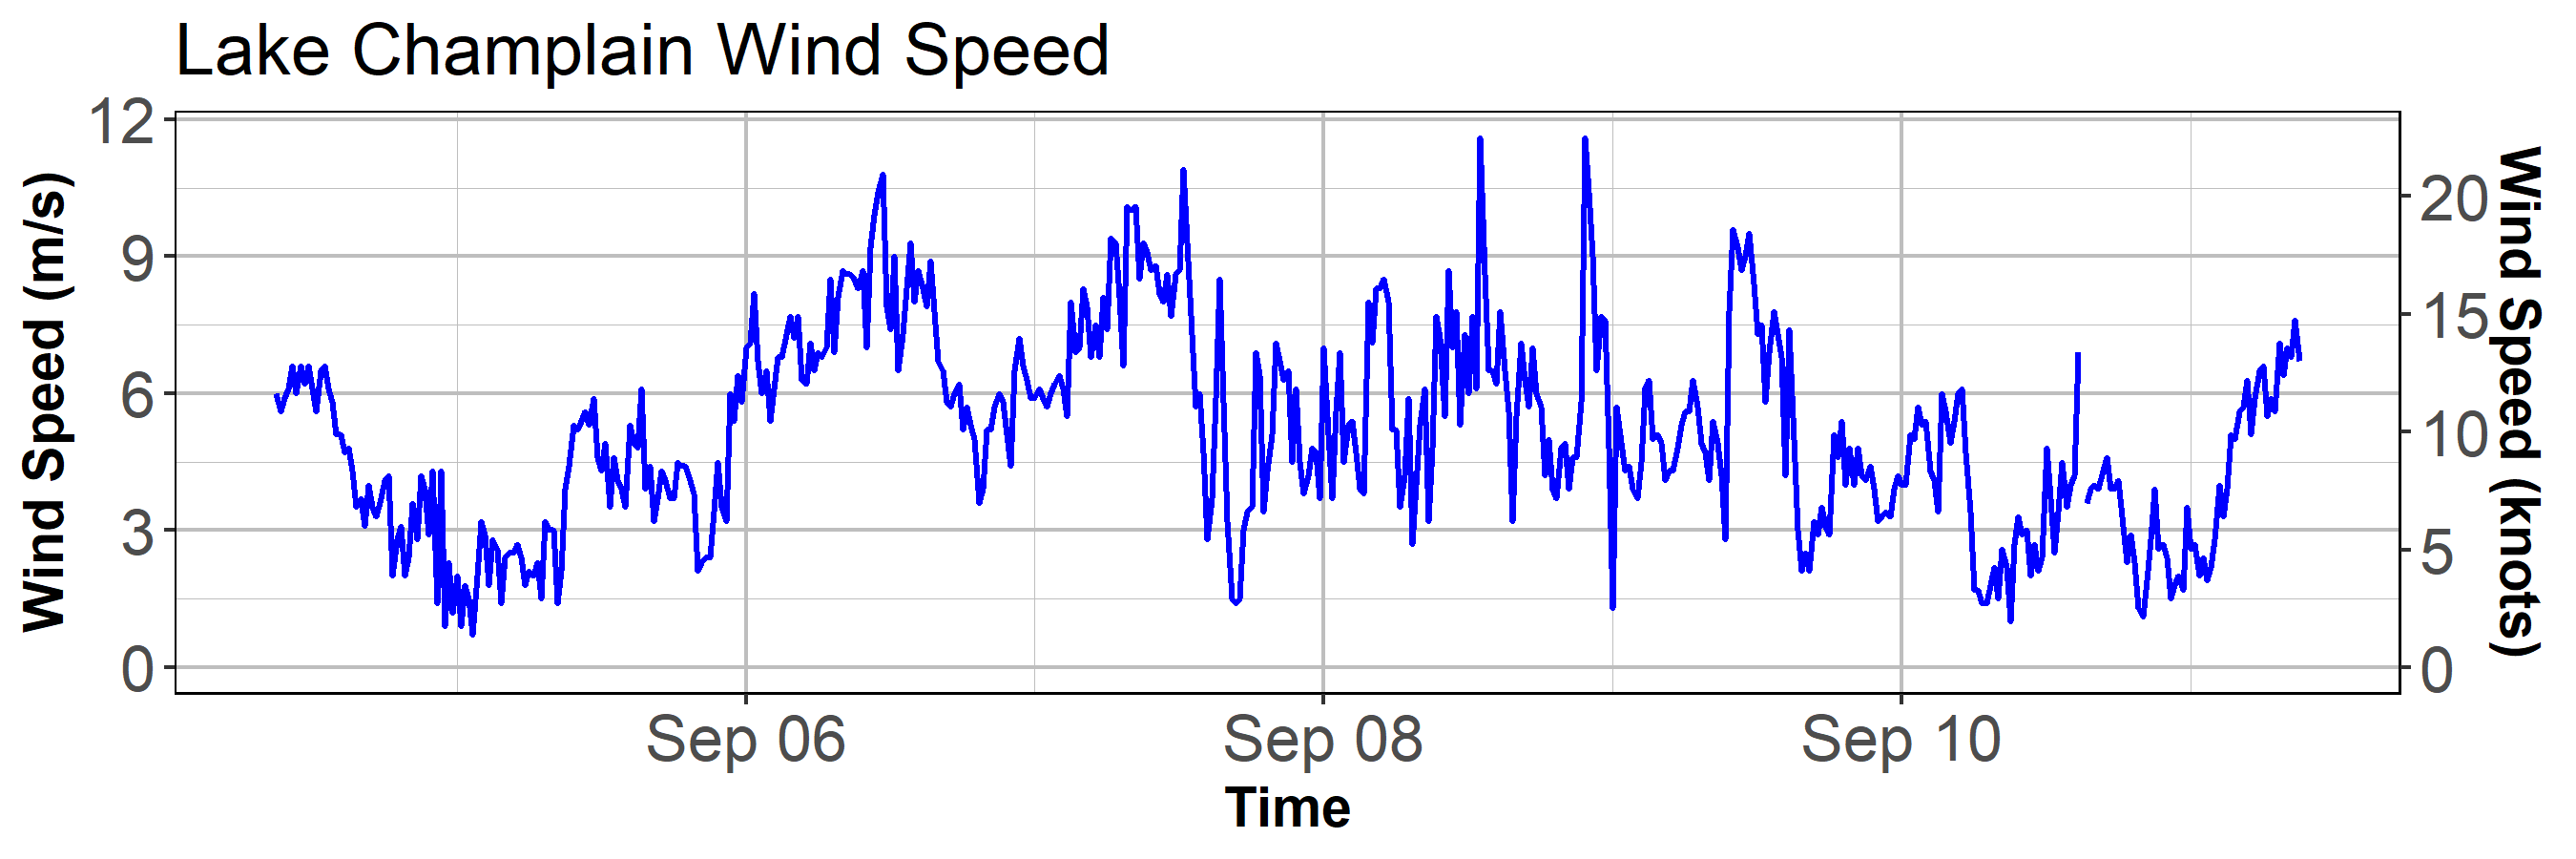 Lake Champlain Wind Speed
12
9
6
3
0
Wind Speed (m/s)
20
15
10
5
0
Wind Speed (knots)
Sep 06
Sep 08
Sep 10
Time